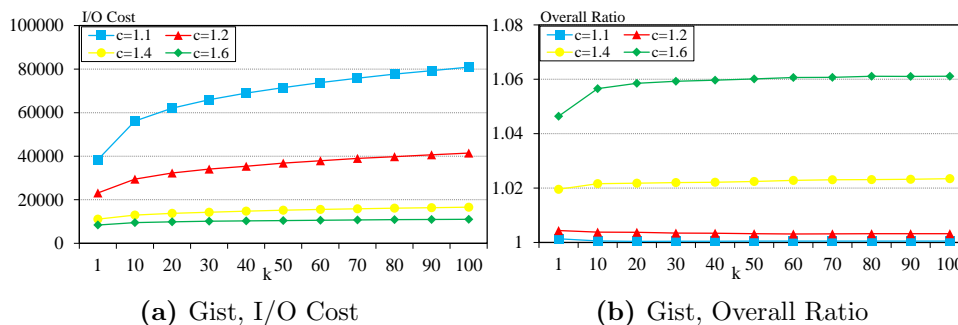 I/O Cost
100000
c=1.1 c=1.2
c=1.4 c=1.6
80000
60000
40000
20000
0
1 10 20 30 40 50 60 70 80 90 100
k
(a) Gist, I/O Cost
Overall Ratio
1.08
c=1.1 c=1.2
c=1.4 c=1.6
1.06
1.04
1.02
1
1 10 20 30 40 50 60 70 80 90 100
k
(b) Gist, Overall Ratio